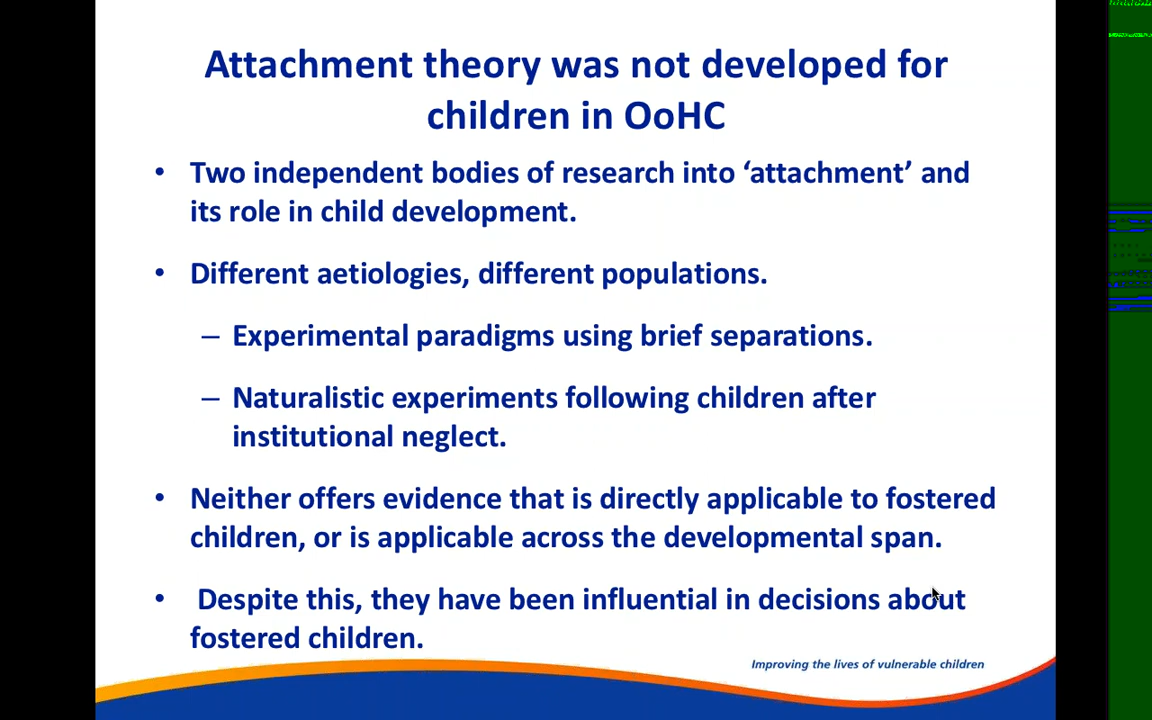 Attachment theory was not developed for
children in OoHC
• Two independent bodies of research into ‘attachment’ and
its role in child development.
• Different aetiologies, different populations.
– Experimental paradigms using brief separations.
– Naturalistic experiments following children after
institutional neglect.
• Neither offers evidence that is directly applicable to fostered
children, or is applicable across the developmental span.
• Despite this, they have been influential in decisions about
fostered children.
Improving the lives of vulnerable children